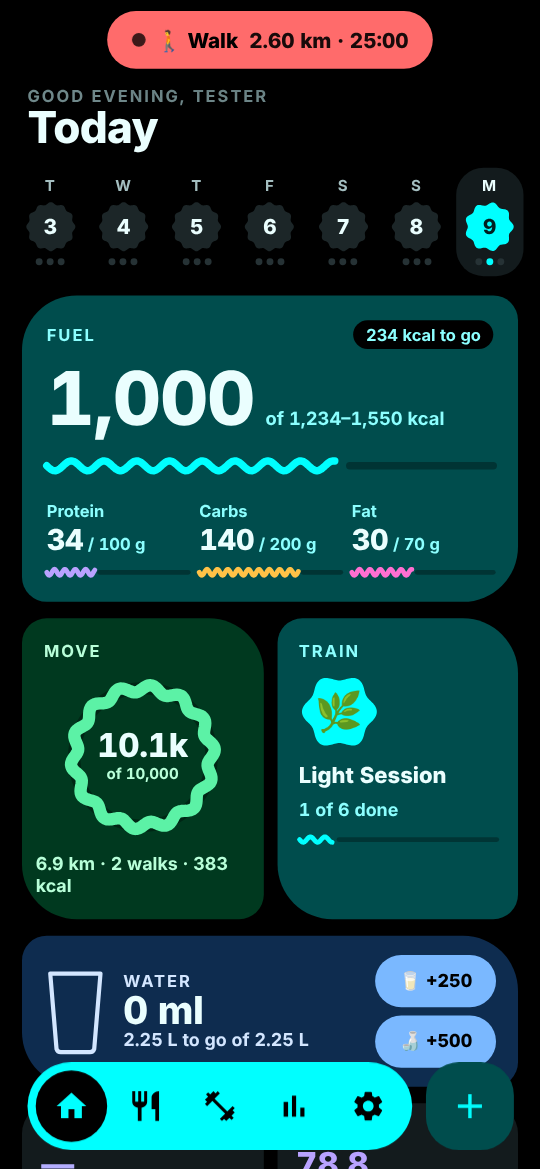 Walk 2.60 km · 25:00
GOOD EVENING, TESTER
Today
T W T F S S M
3 4 5 6 7 8 9
FUEL
234 kcal to go
1,000 of 1,234–1,550 kcal
Protein Carbs Fat
34 / 100 g 140 / 200 g 30 / 70 g
MOVE
10.1k
of 10,000
6.9 km · 2 walks · 383
kcal
TRAIN
Light Session
1 of 6 done
WATER
0 ml
2.25 L to go of 2.25 L
+250
+500
78.8